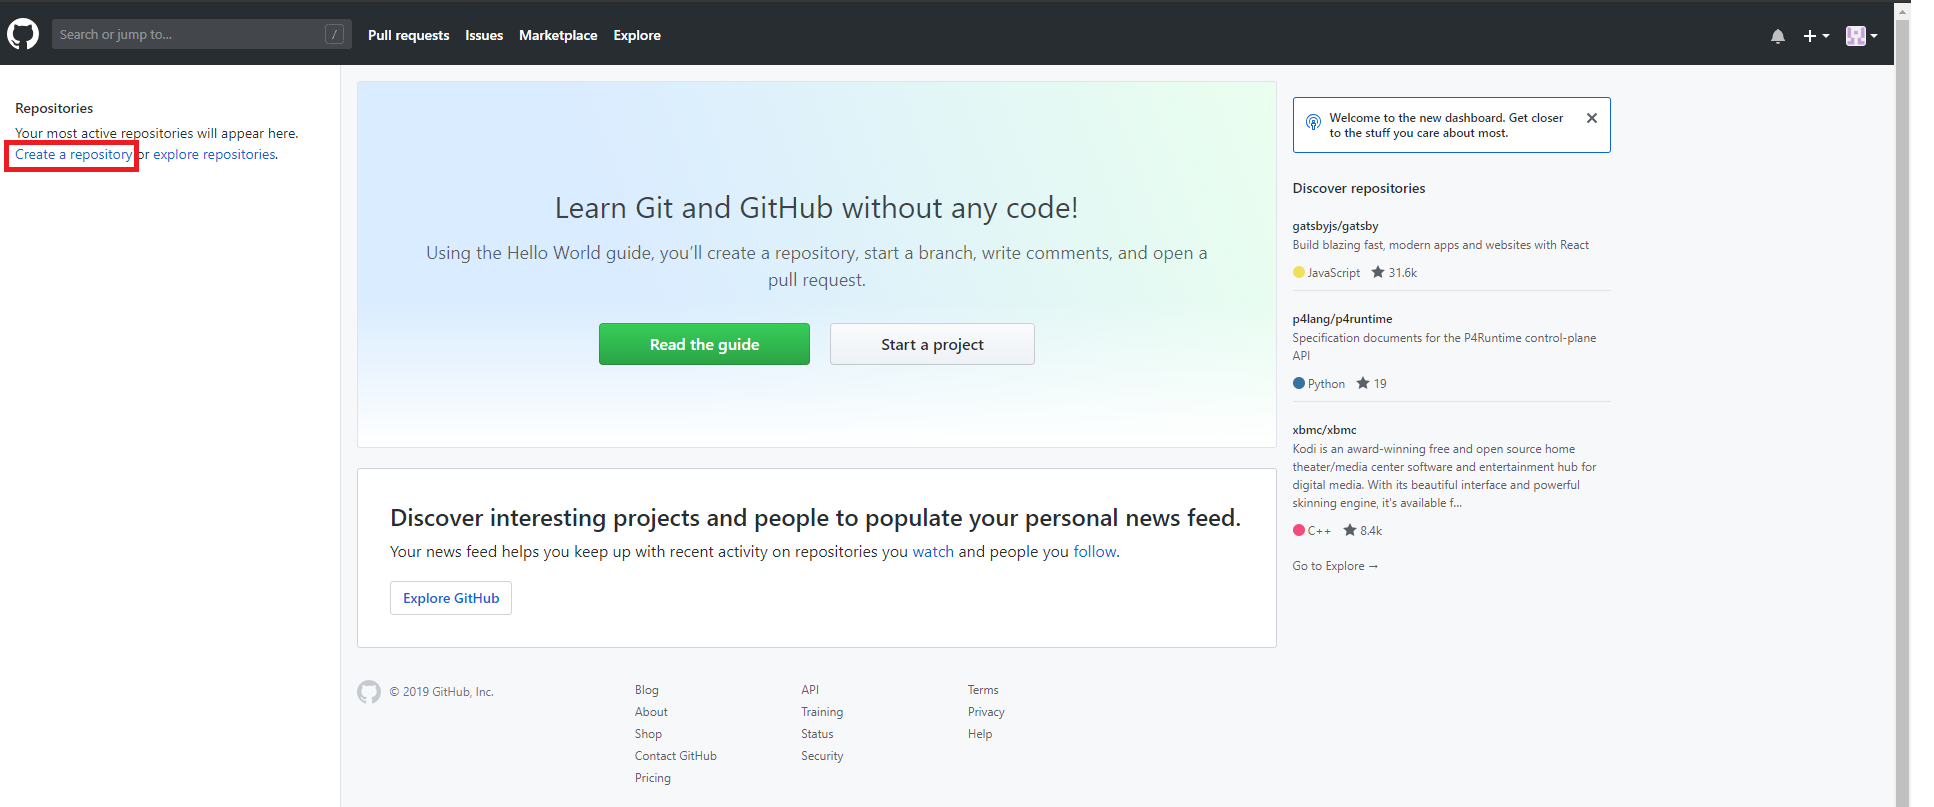 Search or jump to...
/
Pull requests
Issues
Marketplace
Explore
Repositories
Your most active repositories will appear here.
Create a repository or explore repositories.
Learn Git and GitHub without any code!
Using the Hello World guide, you’ll create a repository, start a branch, write comments, and open a
pull request.
Read the guide
Start a project
Discover interesting projects and people to populate your personal news feed.
Your news feed helps you keep up with recent activity on repositories you watch and people you follow.
Explore GitHub
Welcome to the new dashboard. Get closer
to the stuff you care about most.
Discover repositories
gatsbyjs/gatsby
Build blazing fast, modern apps and websites with React
JavaScript 31.6k
p4lang/p4runtime
Specification documents for the P4Runtime control-plane
API
Python 19
xbmc/xbmc
Kodi is an award-winning free and open source home
theater/media center software and entertainment hub for
digital media. With its beautiful interface and powerful
skinning engine, it's available f...
C++ 8.4k
Go to Explore →
© 2019 GitHub, Inc.
Blog
About
Shop
Contact GitHub
Pricing
API
Training
Status
Security
Terms
Privacy
Help